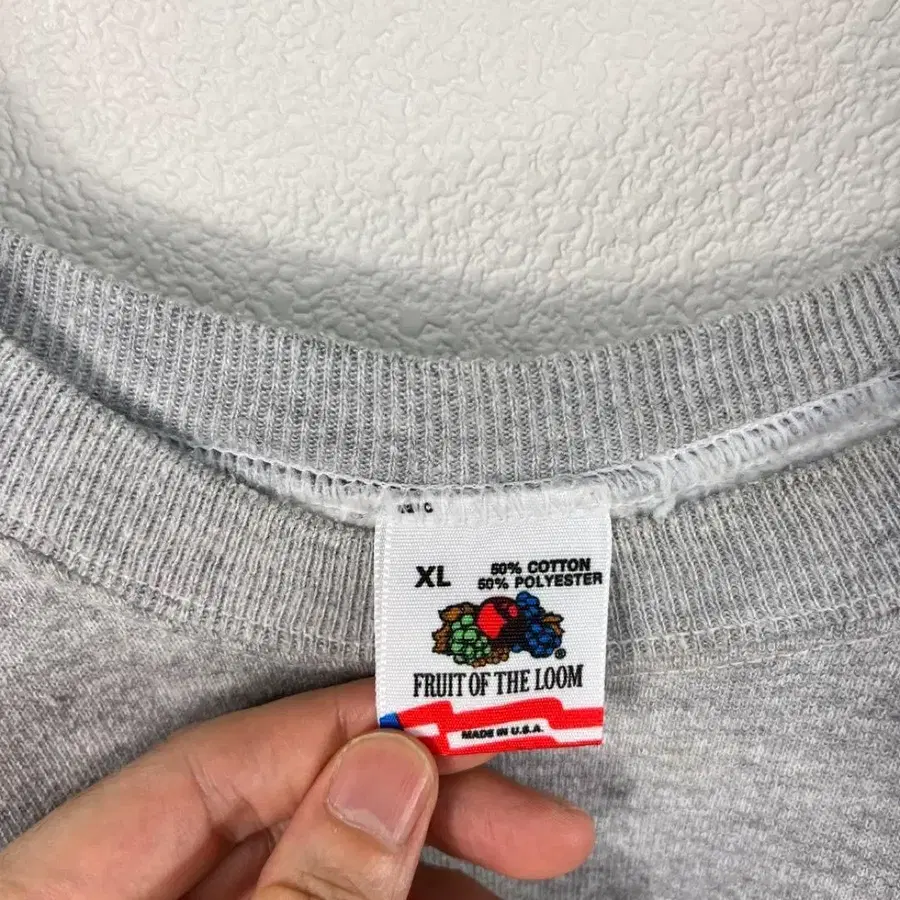 XL
50% COTTON
50% POLYESTER
®
FRUIT OF THE LOOM
MADE IN U.S.A.